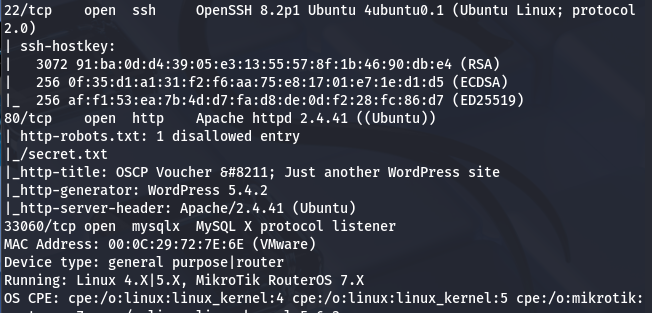 22/tcp    open  ssh     OpenSSH 8.2p1 Ubuntu 4ubuntu0.1 (Ubuntu Linux; protocol
2.0)
| ssh-hostkey:
|   3072 91:ba:0d:d4:39:05:e3:13:55:57:8f:1b:46:90:db:e4 (RSA)
|   256 0f:35:d1:a1:31:f2:f6:aa:75:e8:17:01:e7:1e:d1:d5 (ECDSA)
|_  256 af:f1:53:ea:7b:4d:d7:fa:d8:de:0d:f2:28:fc:86:d7 (ED25519)
80/tcp    open  http    Apache httpd 2.4.41 ((Ubuntu))
| http-robots.txt: 1 disallowed entry
|_/secret.txt
|_http-title: OSCP Voucher &#8211; Just another WordPress site
|_http-generator: WordPress 5.4.2
|_http-server-header: Apache/2.4.41 (Ubuntu)
33060/tcp open  mysqlx  MySQL X protocol listener
MAC Address: 00:0C:29:72:7E:6E (VMware)
Device type: general purpose|router
Running: Linux 4.X|5.X, MikroTik RouterOS 7.X
OS CPE: cpe:/o:linux:linux_kernel:4 cpe:/o:linux:linux_kernel:5 cpe:/o:mikrotik: